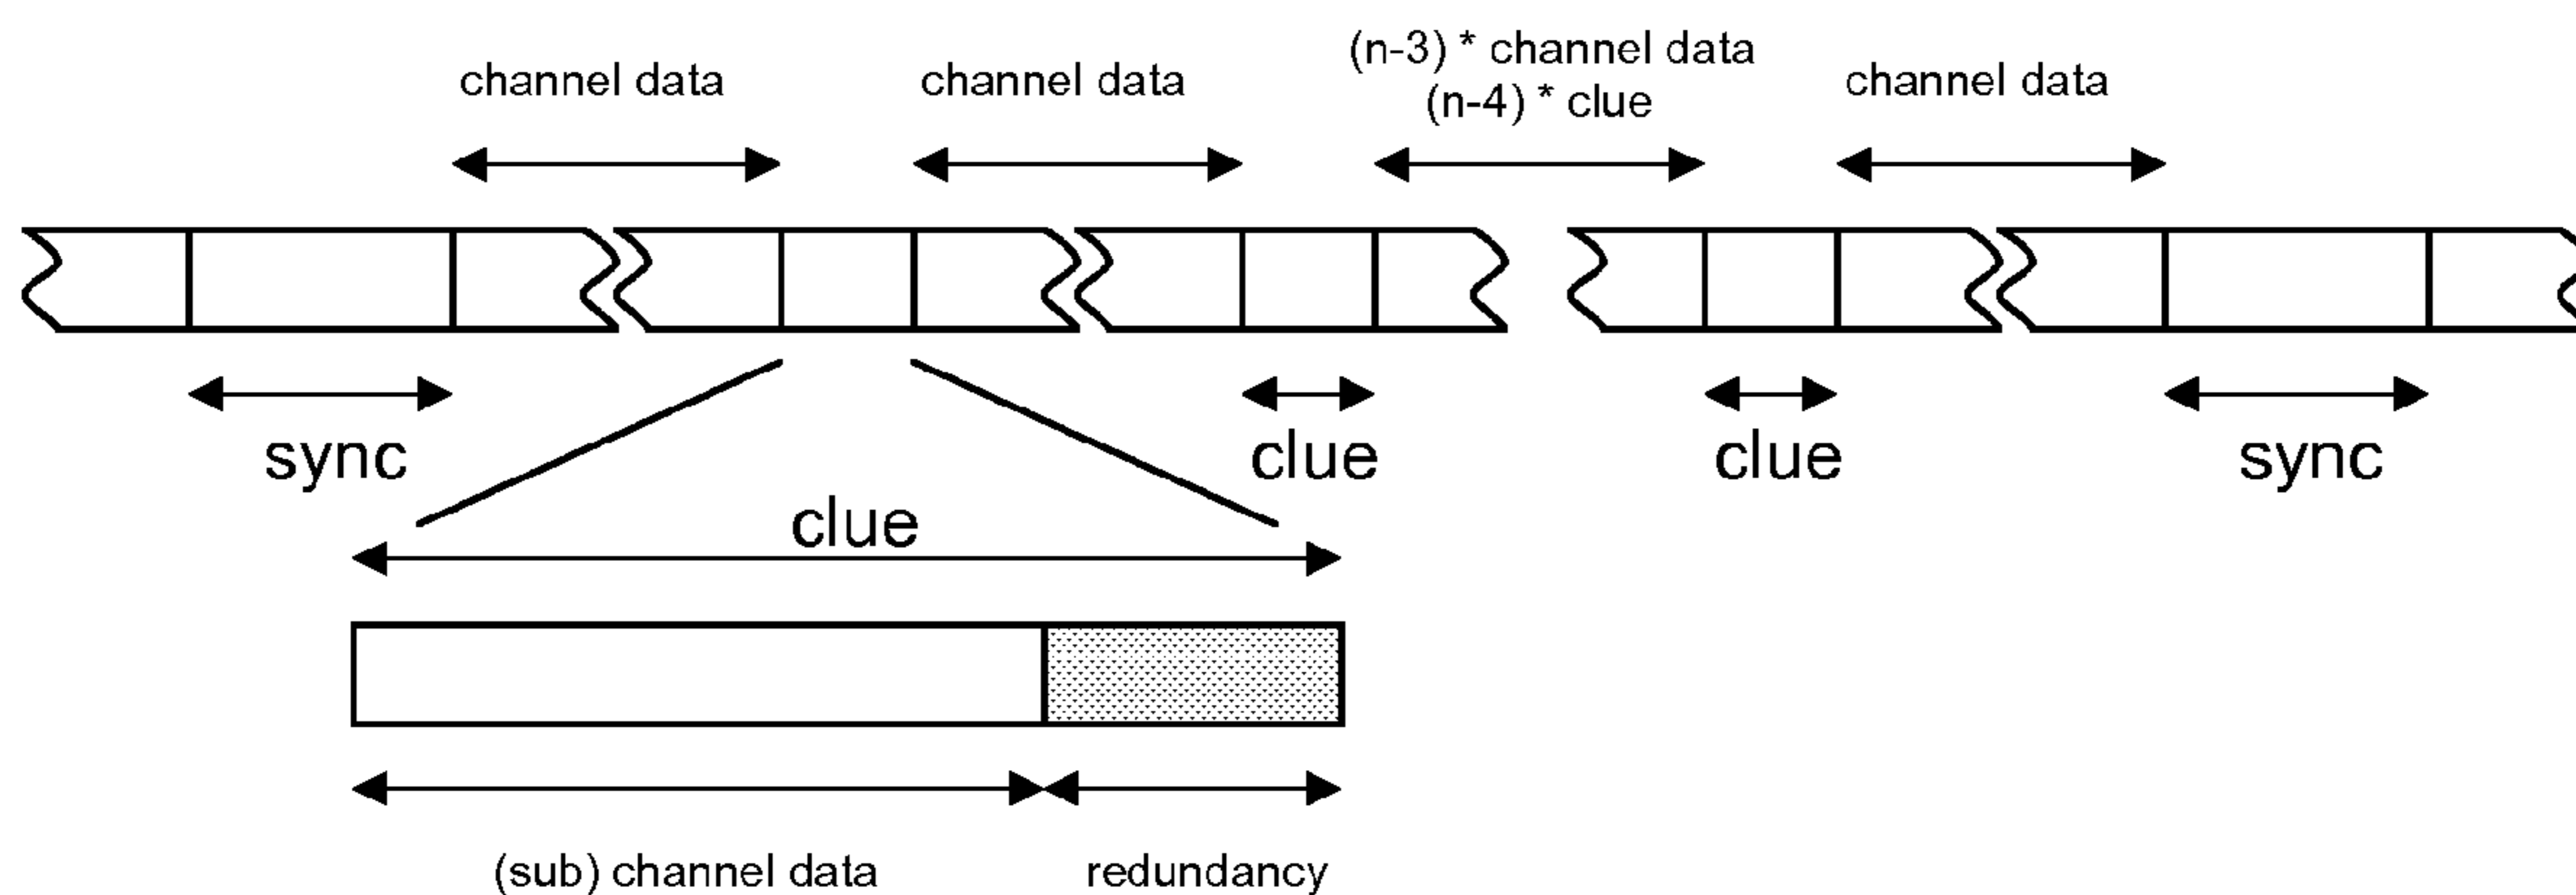 channel data
channel data
(n-3) * channel data
(n-4) * clue
channel data
sync
clue
clue
sync
clue
(sub) channel data
redundancy